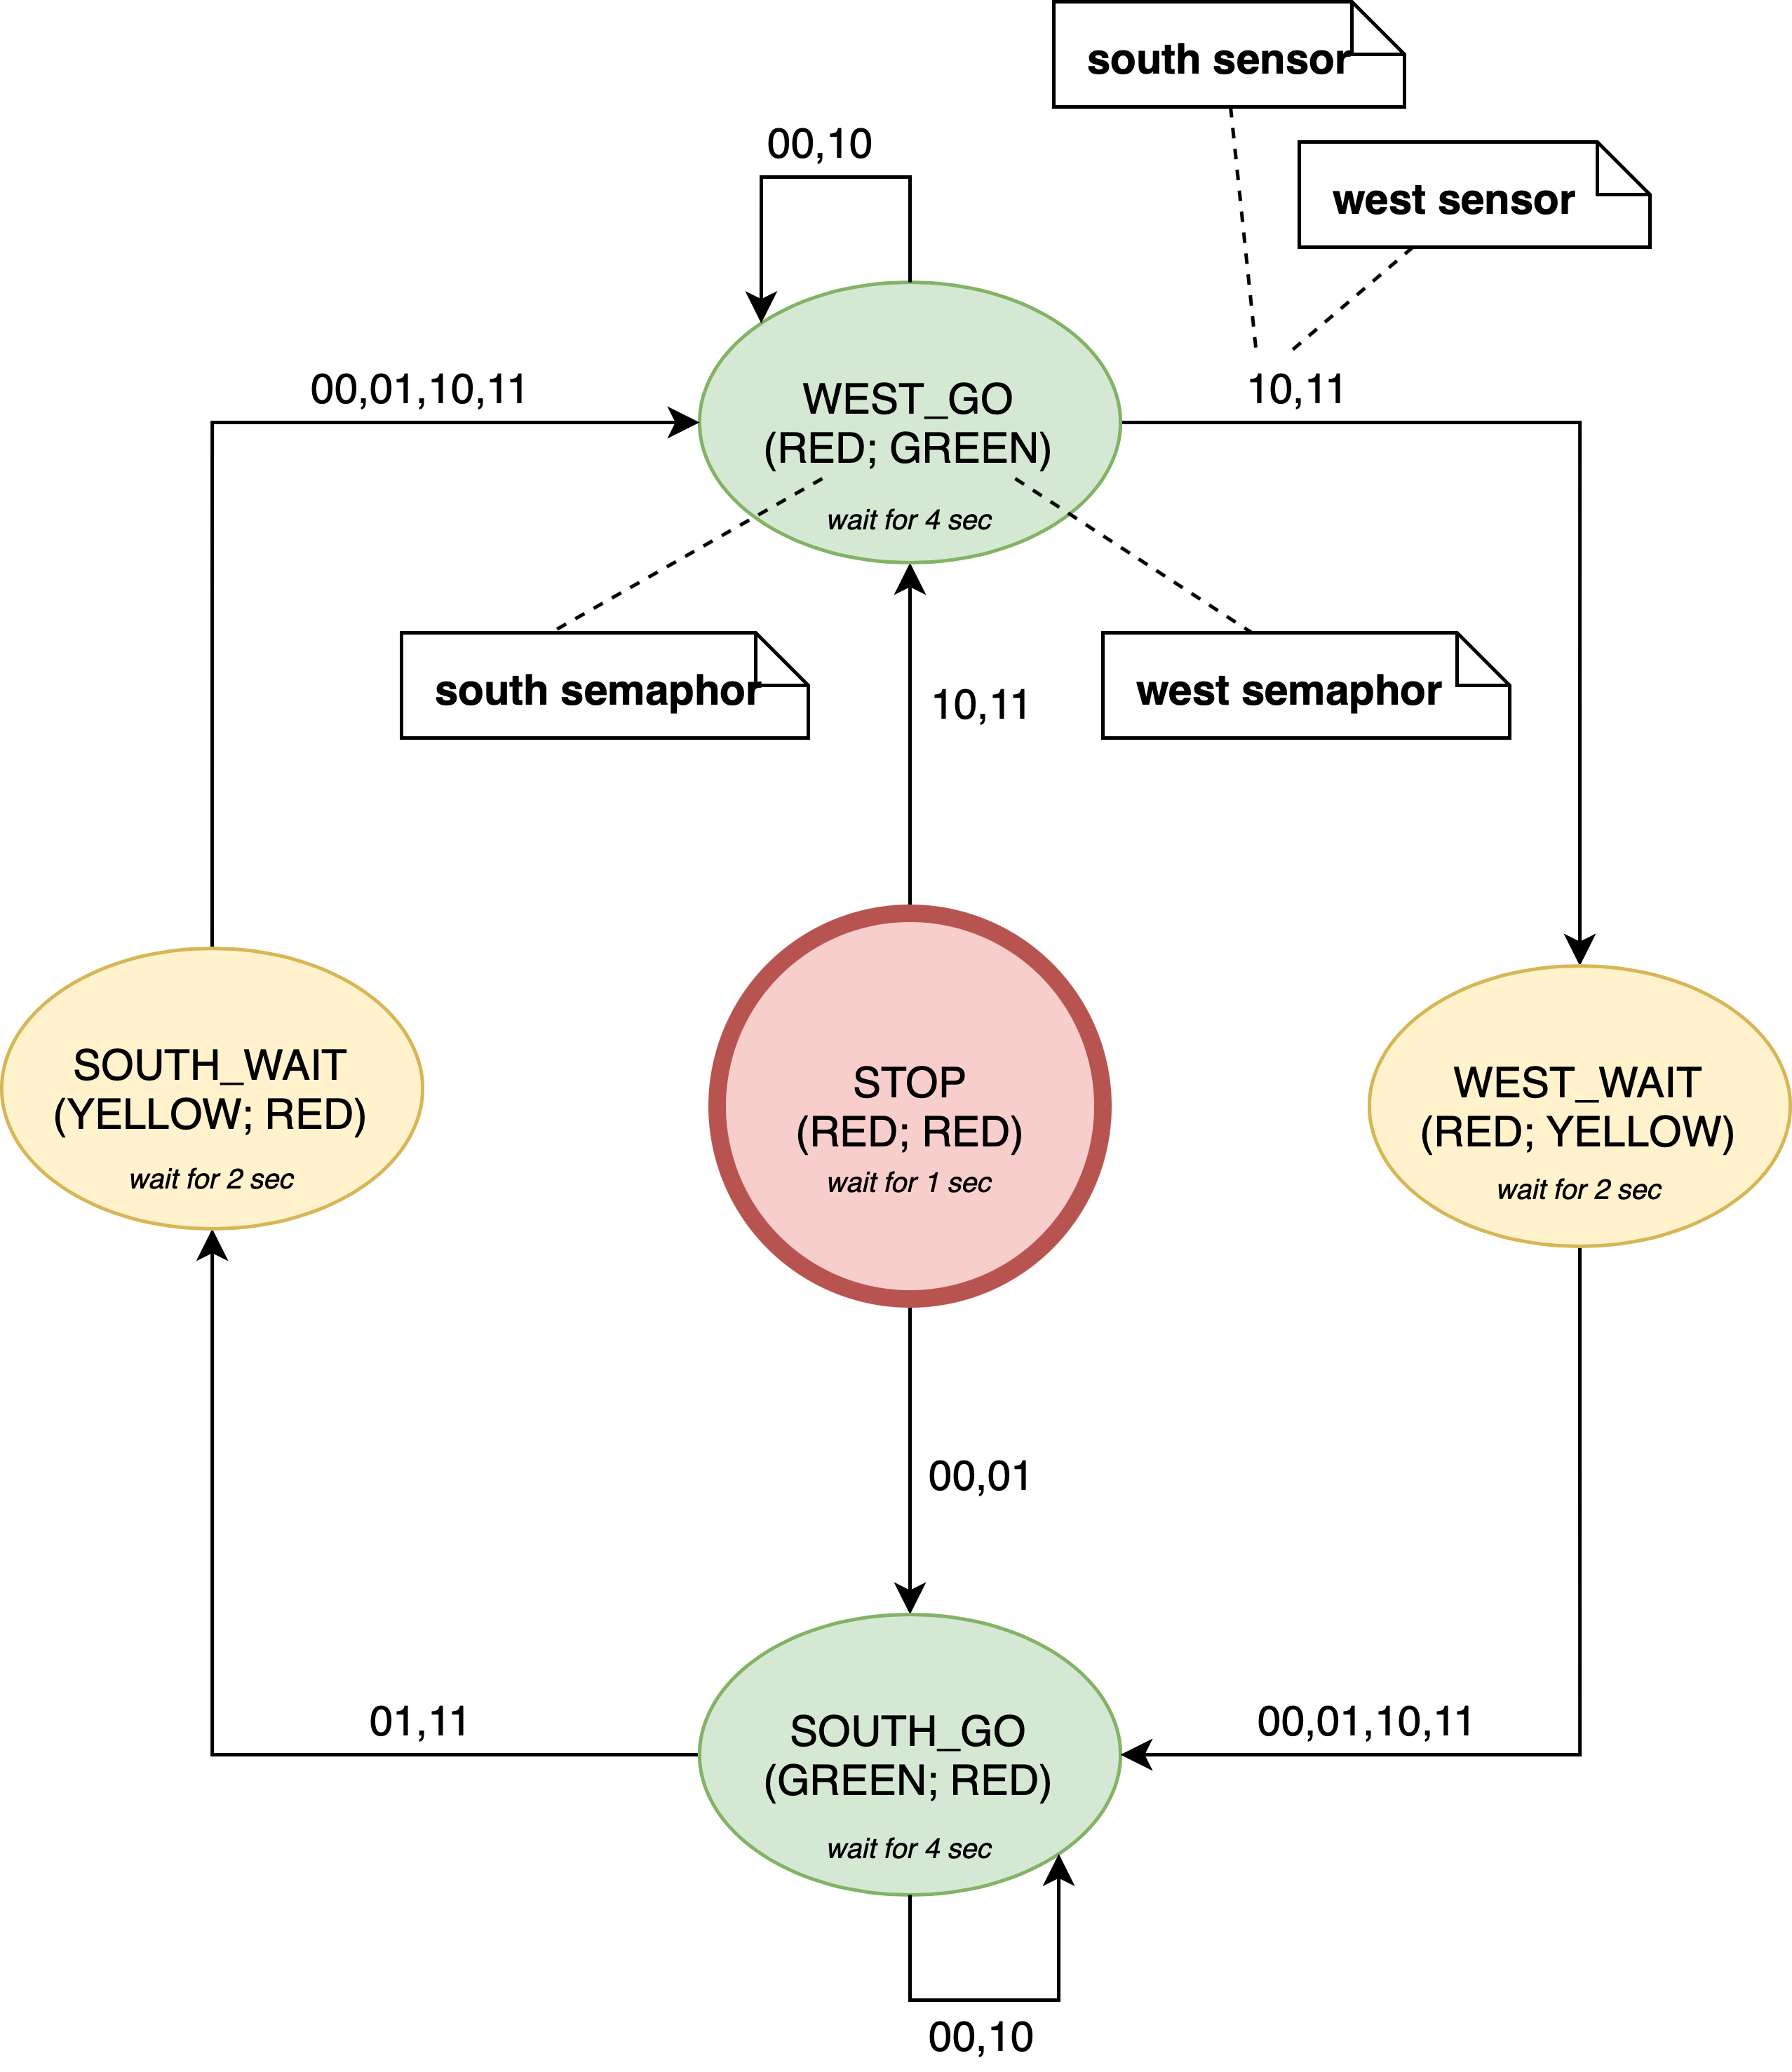 south sensor
west sensor
00,10
00,01,10,11
10,11
WEST_GO
(RED; GREEN)
wait for 4 sec
south semaphor
west semaphor
10,11
SOUTH_WAIT
(YELLOW; RED)
wait for 2 sec
STOP
(RED; RED)
wait for 1 sec
WEST_WAIT
(RED; YELLOW)
wait for 2 sec
00,01
01,11
00,01,10,11
SOUTH_GO
(GREEN; RED)
wait for 4 sec
00,10